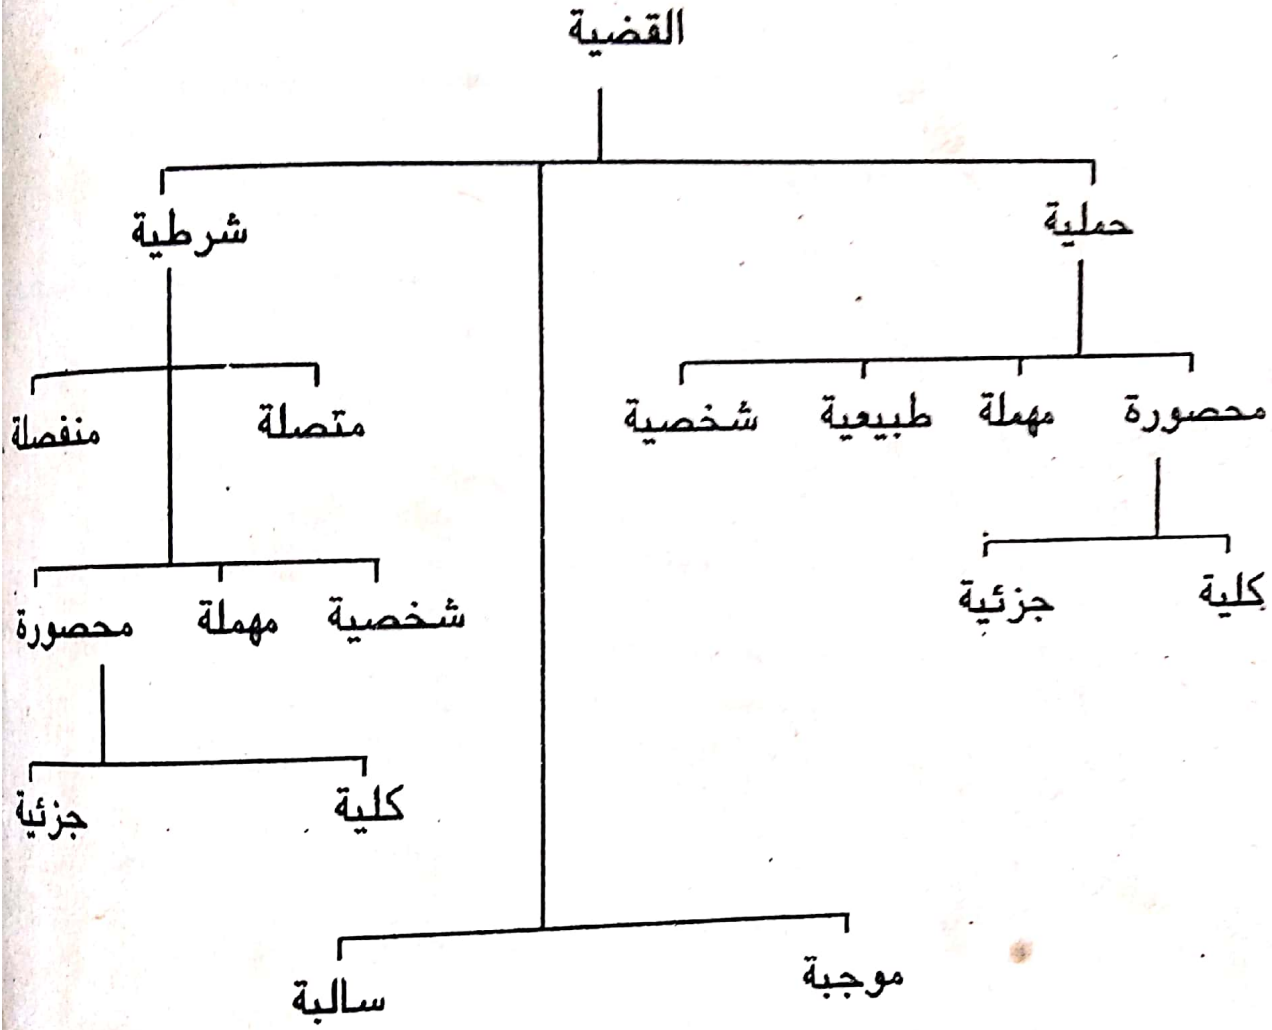 القضية
حملية
شرطية
محصورة
مهملة
طبيعية
شخصية
متصلة
منفصلة
كلية
جزئية
شخصية
مهملة
محصورة
كلية
جزئية
موجبة
سالبة